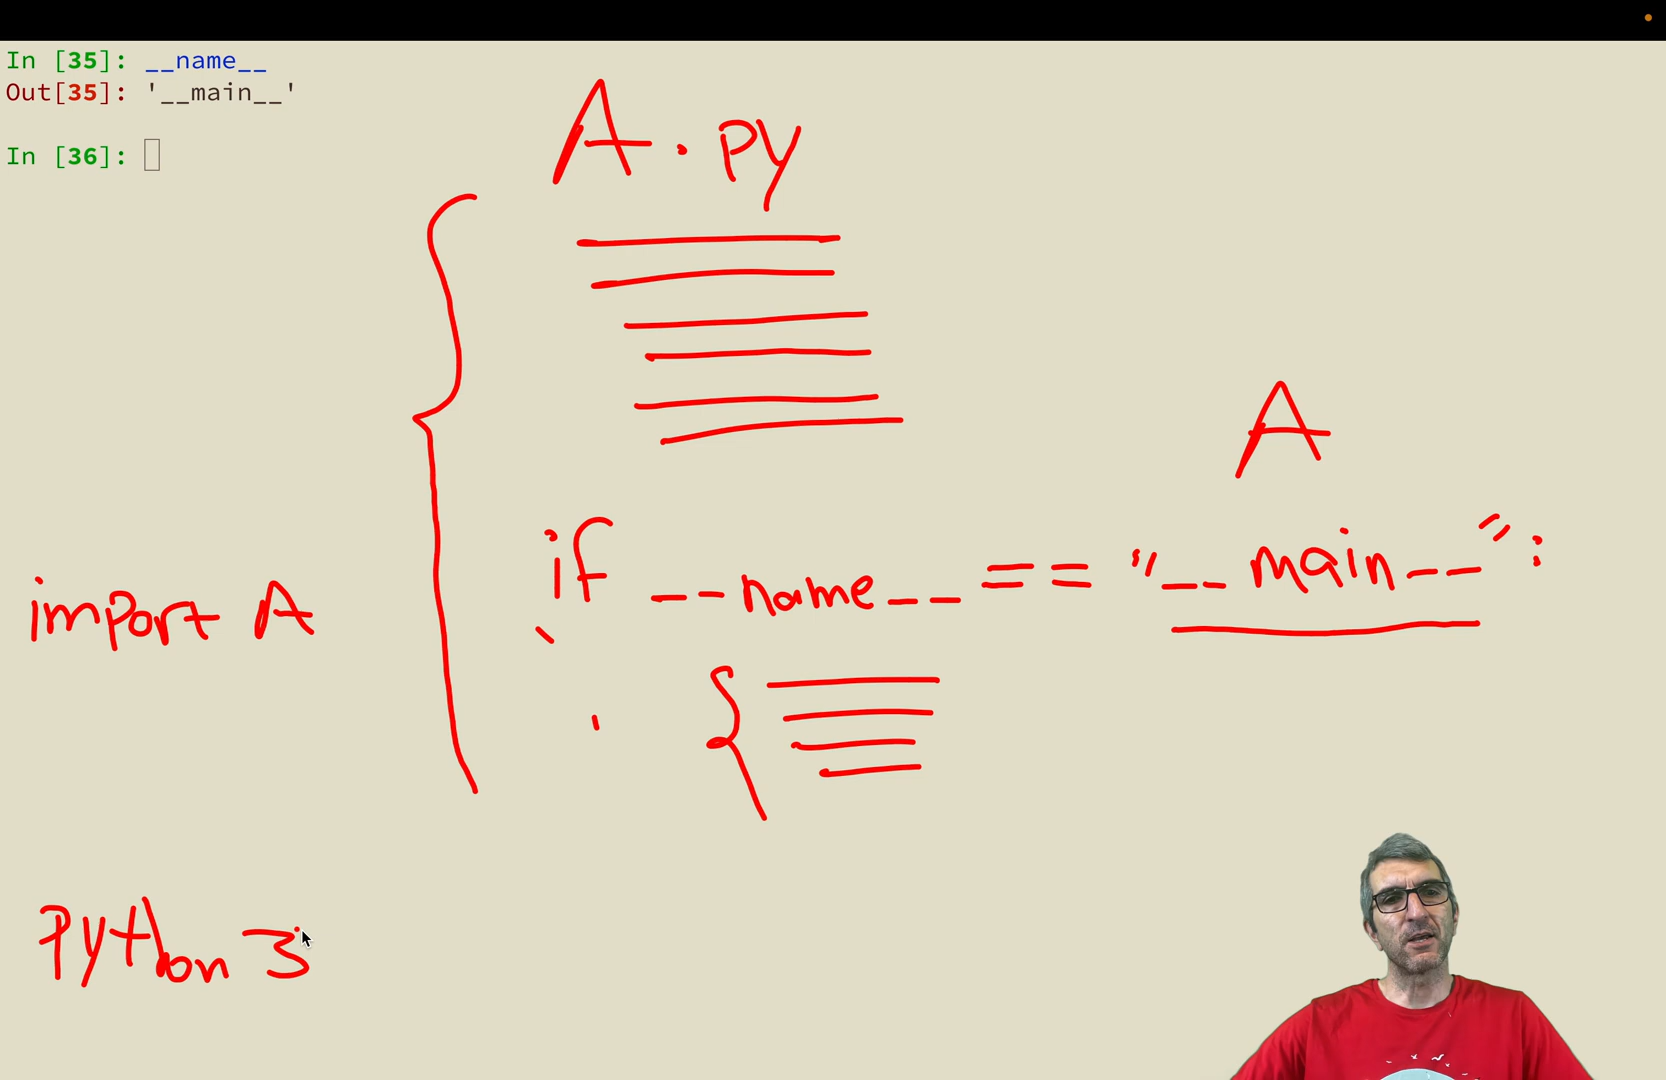 In [35]: __name__
Out[35]: '__main__'
In [36]:
A.py
A
if __name__ == "__main__":
import A
Python 3